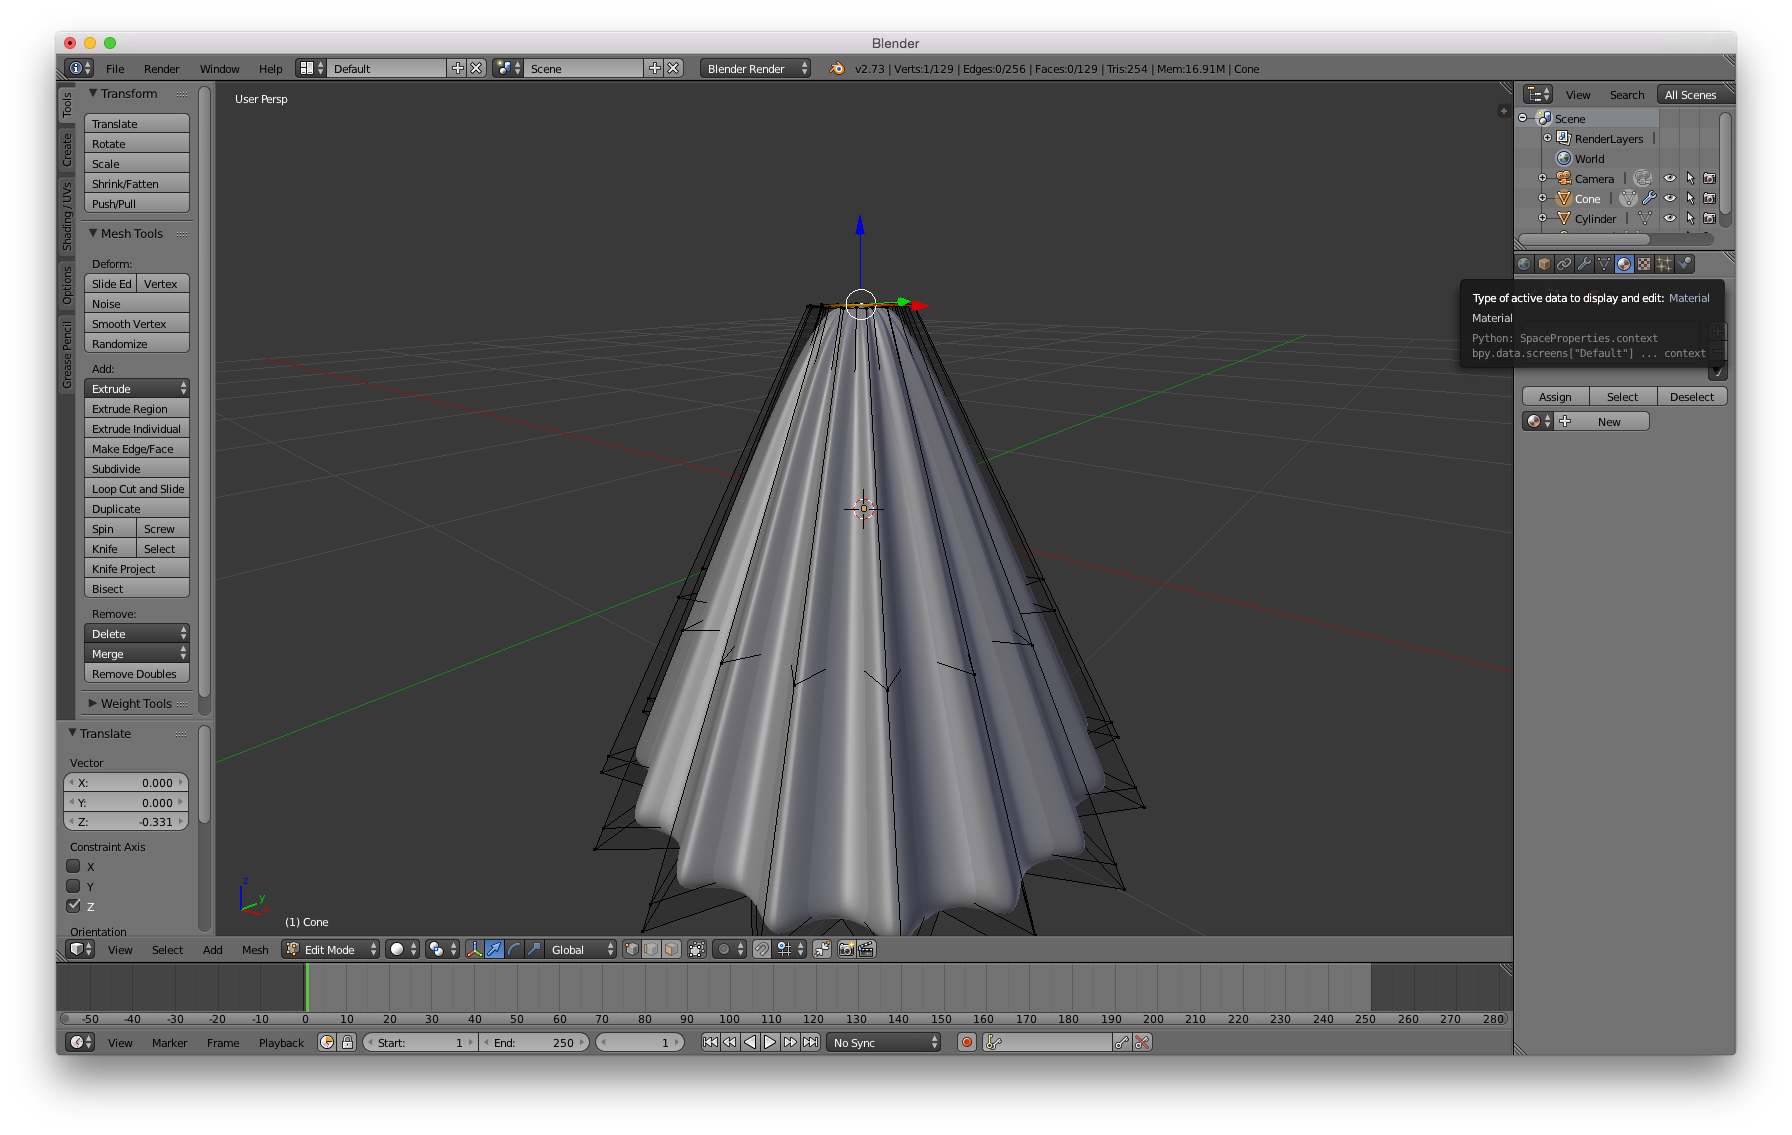 Blender
File Render Window Help Default Scene Blender Render v2.73 | Verts:1/129 | Edges:0/256 | Faces:0/129 | Tris:254 | Mem:16.91M | Cone
Tools
Create
Shading / UVs
Options
Grease Pencil
Transform
Translate
Rotate
Scale
Shrink/Fatten
Push/Pull
Mesh Tools
Deform:
Slide Ed Vertex
Noise
Smooth Vertex
Randomize
Add:
Extrude
Extrude Region
Extrude Individual
Make Edge/Face
Subdivide
Loop Cut and Slide
Duplicate
Spin Screw
Knife Select
Knife Project
Bisect
Remove:
Delete
Merge
Remove Doubles
Weight Tools
Translate
Vector
X: 0.000
Y: 0.000
Z: -0.331
Constraint Axis
X
Y
Z
Orientation
User Persp
z
y
(1) Cone
View Search All Scenes
Scene
RenderLayers |
World
Camera |
Cone |
Cylinder |
Type of active data to display and edit: Material
Material
Python: SpaceProperties.context
bpy.data.screens["Default"] ... context
Assign Select Deselect
New
View Select Add Mesh Edit Mode Global
-50 -40 -30 -20 -10 0 10 20 30 40 50 60 70 80 90 100 110 120 130 140 150 160 170 180 190 200 210 220 230 240 250 260 270 280
View Marker Frame Playback Start: 1 End: 250 1 No Sync